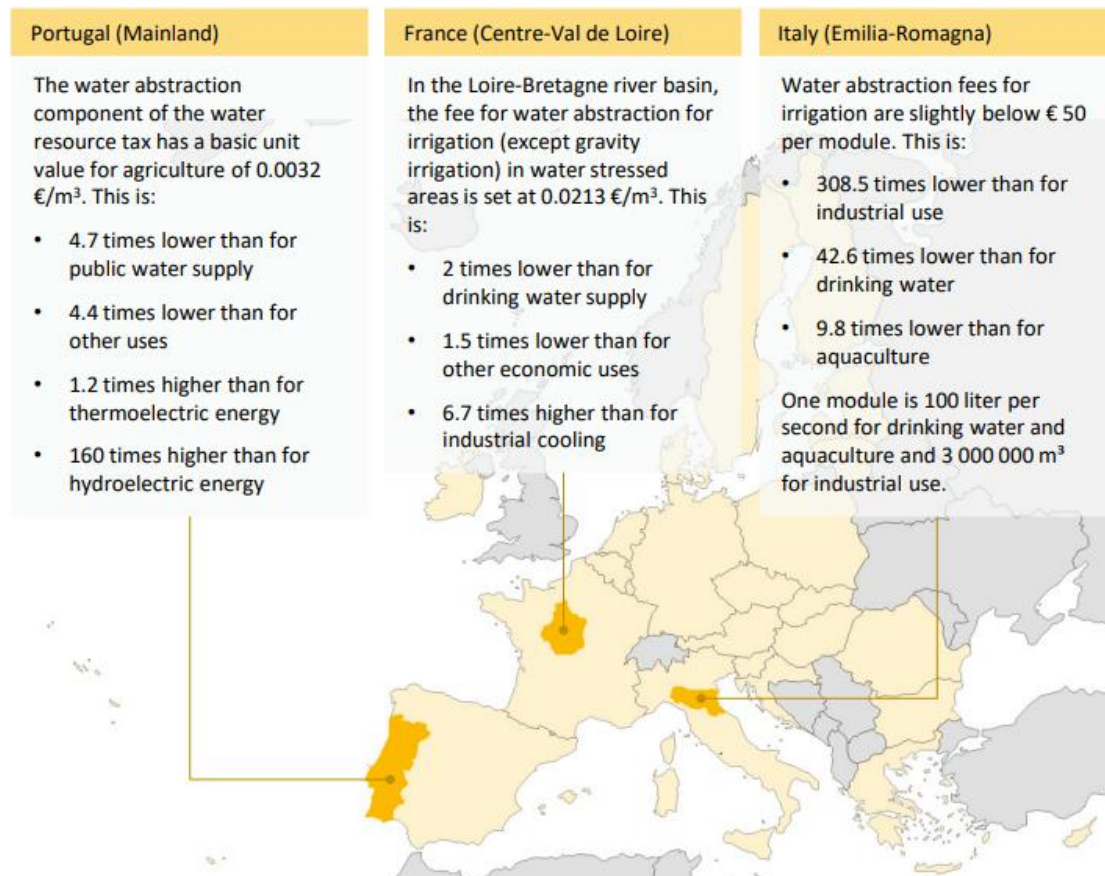 Portugal (Mainland)
The water abstraction
component of the water
resource tax has a basic unit
value for agriculture of 0.0032
€/m³. This is:
• 4.7 times lower than for
public water supply
• 4.4 times lower than for
other uses
• 1.2 times higher than for
thermoelectric energy
• 160 times higher than for
hydroelectric energy
France (Centre-Val de Loire)
In the Loire-Bretagne river basin,
the fee for water abstraction for
irrigation (except gravity
irrigation) in water stressed
areas is set at 0.0213 €/m³. This
is:
• 2 times lower than for
drinking water supply
• 1.5 times lower than for
other economic uses
• 6.7 times higher than for
industrial cooling
Italy (Emilia-Romagna)
Water abstraction fees for
irrigation are slightly below € 50
per module. This is:
• 308.5 times lower than for
industrial use
• 42.6 times lower than for
drinking water
• 9.8 times lower than for
aquaculture
One module is 100 liter per
second for drinking water and
aquaculture and 3 000 000 m³
for industrial use.